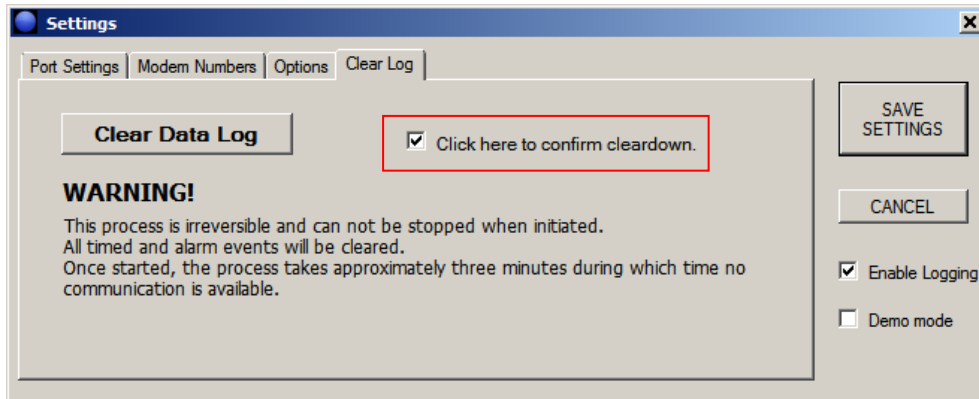 Settings
Port Settings
Modem Numbers
Options
Clear Log
Clear Data Log
Click here to confirm cleardown.
WARNING!
This process is irreversible and can not be stopped when initiated.
All timed and alarm events will be cleared.
Once started, the process takes approximately three minutes during which time no
communication is available.
SAVE
SETTINGS
CANCEL
Enable Logging
Demo mode